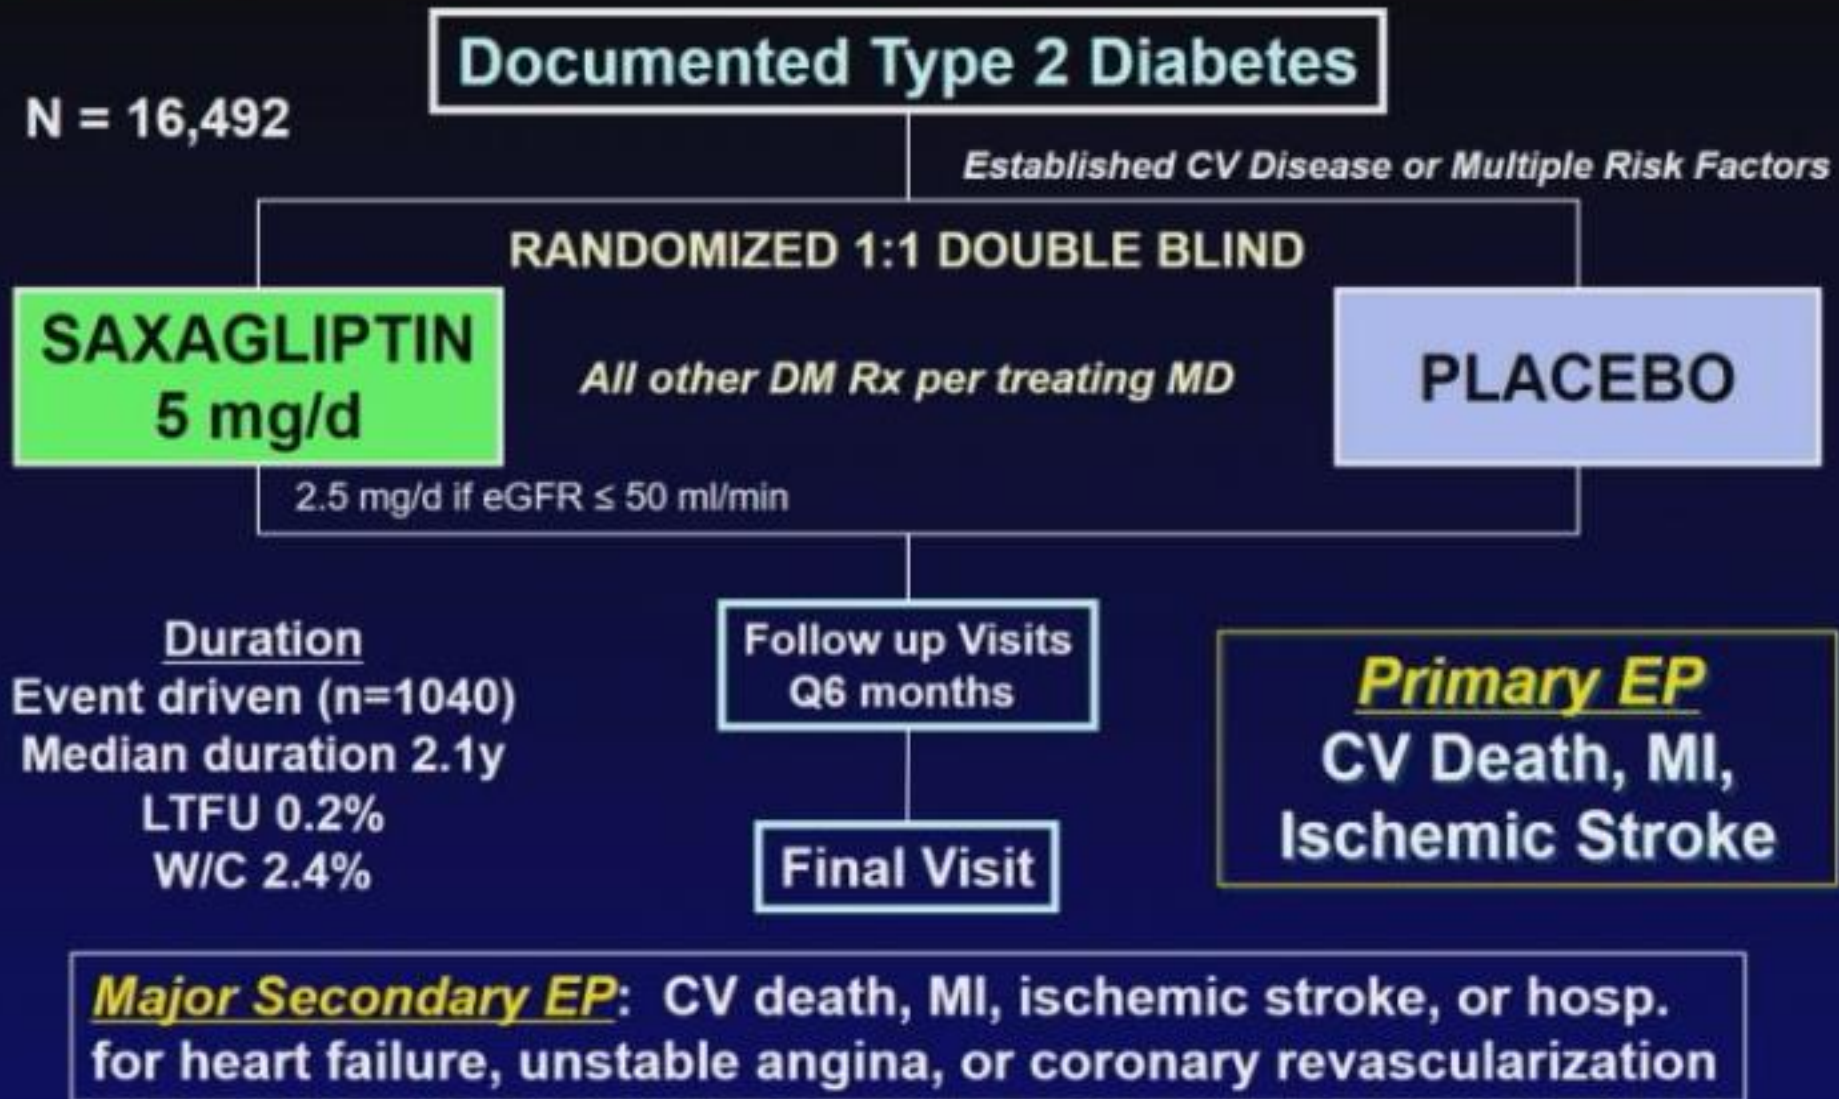 Documented Type 2 Diabetes
N = 16,492
Established CV Disease or Multiple Risk Factors
RANDOMIZED 1:1 DOUBLE BLIND
SAXAGLIPTIN
5 mg/d
All other DM Rx per treating MD
PLACEBO
2.5 mg/d if eGFR ≤ 50 ml/min
Duration
Event driven (n=1040)
Median duration 2.1y
LTFU 0.2%
W/C 2.4%
Follow up Visits
Q6 months
Final Visit
Primary EP
CV Death, MI,
Ischemic Stroke
Major Secondary EP: CV death, MI, ischemic stroke, or hosp.
for heart failure, unstable angina, or coronary revascularization